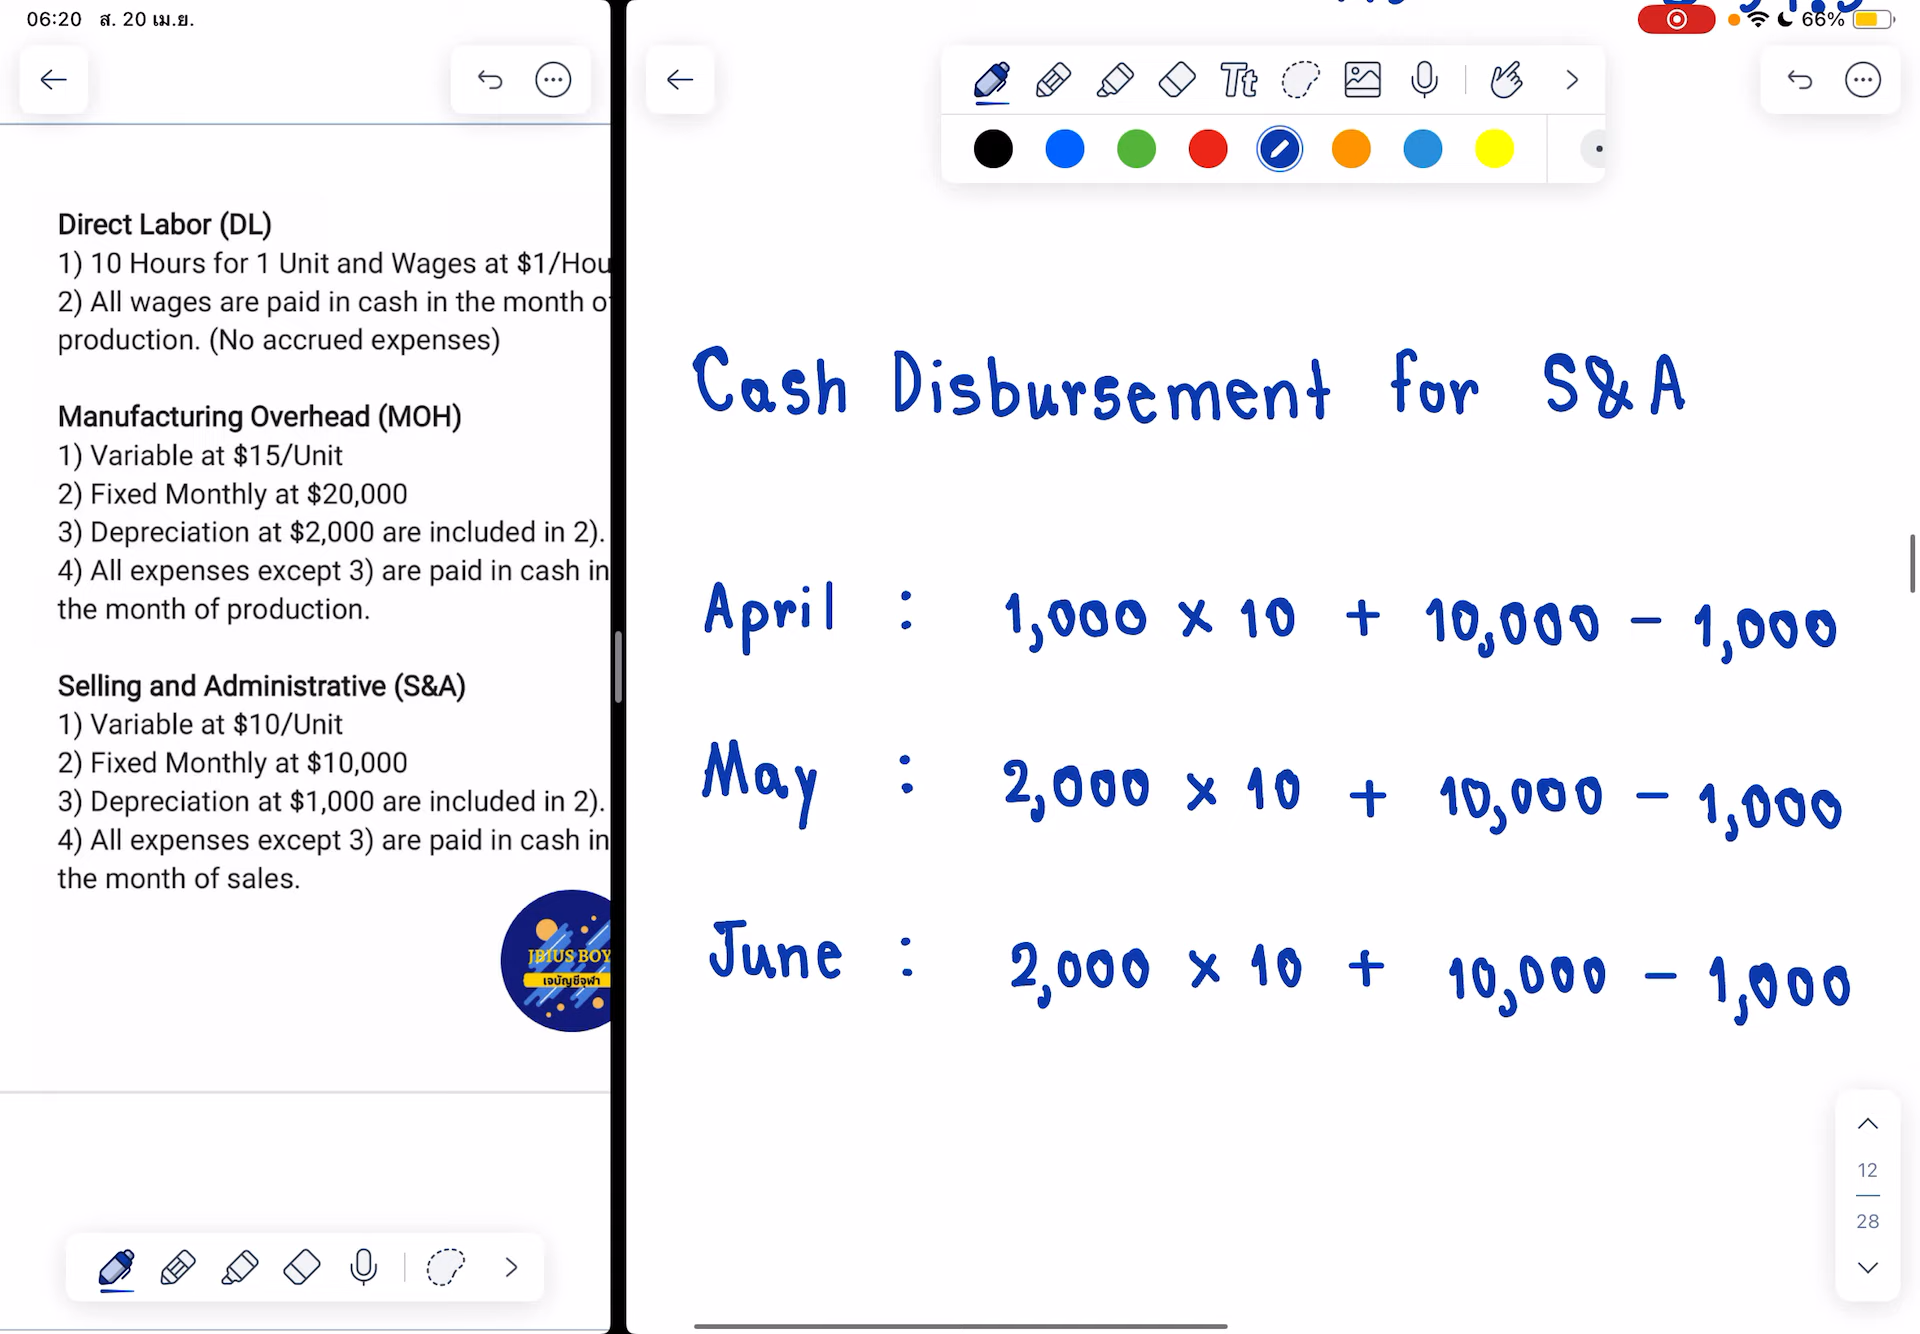 06:20 ส. 20 เม.ย.
66%
Tt
Direct Labor (DL)
1) 10 Hours for 1 Unit and Wages at $1/Hou
2) All wages are paid in cash in the month o
production. (No accrued expenses)
Manufacturing Overhead (MOH)
1) Variable at $15/Unit
2) Fixed Monthly at $20,000
3) Depreciation at $2,000 are included in 2).
4) All expenses except 3) are paid in cash in
the month of production.
Selling and Administrative (S&A)
1) Variable at $10/Unit
2) Fixed Monthly at $10,000
3) Depreciation at $1,000 are included in 2).
4) All expenses except 3) are paid in cash in
the month of sales.
JBIUS BOY
เจบัญชีจุฬา
Cash Disbursement for S&A
April : 1,000 x 10 + 10,000 - 1,000
May : 2,000 x 10 + 10,000 - 1,000
June : 2,000 x 10 + 10,000 - 1,000
12
28